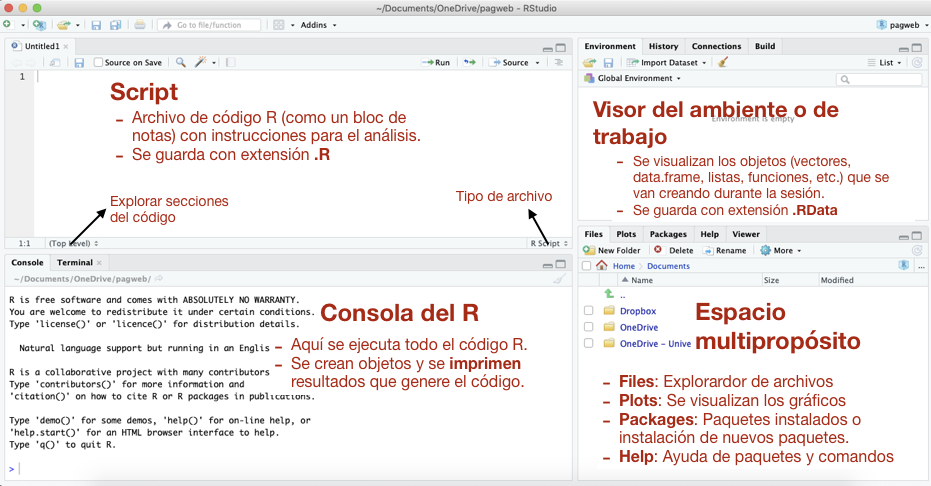 ~/Documents/OneDrive/pagweb - RStudio
Go to file/function
Addins
pagweb
Untitled1
Source on Save
Run
Source
1
Script
- Archivo de código R (como un bloc de
notas) con instrucciones para el análisis.
- Se guarda con extensión .R
Explorar secciones
del código
Tipo de archivo
1:1
(Top Level)
R Script
Console
Terminal
~/Documents/OneDrive/pagweb/
R is free software and comes with ABSOLUTELY NO WARRANTY.
You are welcome to redistribute it under certain conditions.
Type 'license()' or 'licence()' for distribution details.
Natural language support but running in an Englis
R is a collaborative project with many contributors
Type 'contributors()' for more information and
'citation()' on how to cite R or R packages in publications.
Type 'demo()' for some demos, 'help()' for on-line help, or
'help.start()' for an HTML browser interface to help.
Type 'q()' to quit R.
>
Consola del R
- Aquí se ejecuta todo el código R.
- Se crean objetos y se imprimen
resultados que genere el código.
Environment
History
Connections
Build
Import Dataset
List
Global Environment
Environment is empty
Visor del ambiente o de
trabajo
- Se visualizan los objetos (vectores,
data.frame, listas, funciones, etc.) que se
van creando durante la sesión.
- Se guarda con extensión .RData
Files
Plots
Packages
Help
Viewer
New Folder
Delete
Rename
More
Home
Documents
...
Name
Size
Modified
..
Dropbox
OneDrive
OneDrive - Unive
Espacio
multipropósito
- Files: Explorardor de archivos
- Plots: Se visualizan los gráficos
- Packages: Paquetes instalados o
instalación de nuevos paquetes.
- Help: Ayuda de paquetes y comandos